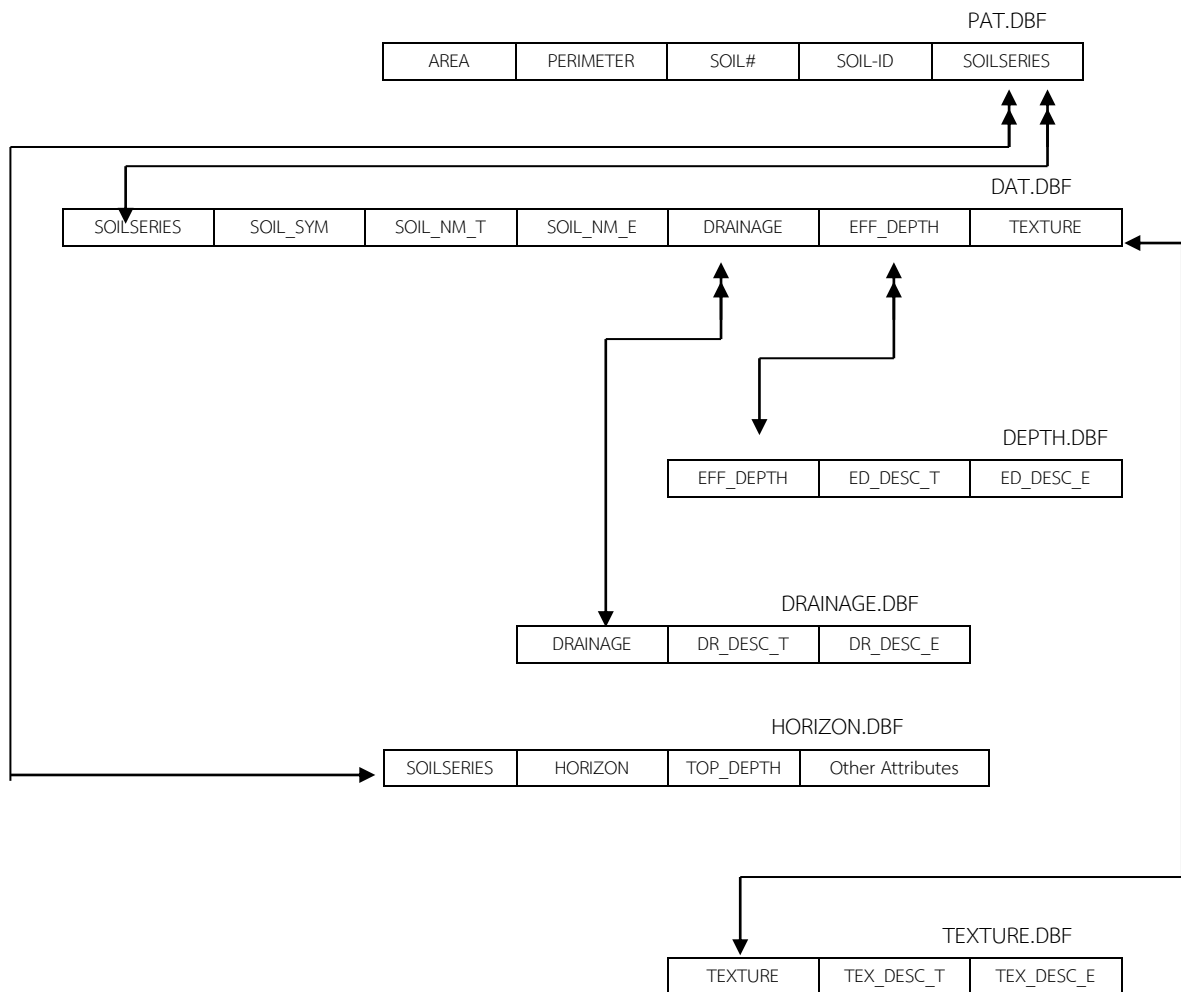 PAT.DBF
AREA PERIMETER SOIL# SOIL-ID SOILSERIES
DAT.DBF
SOILSERIES SOIL_SYM SOIL_NM_T SOIL_NM_E DRAINAGE EFF_DEPTH TEXTURE
DEPTH.DBF
EFF_DEPTH ED_DESC_T ED_DESC_E
DRAINAGE.DBF
DRAINAGE DR_DESC_T DR_DESC_E
HORIZON.DBF
SOILSERIES HORIZON TOP_DEPTH Other Attributes
TEXTURE.DBF
TEXTURE TEX_DESC_T TEX_DESC_E